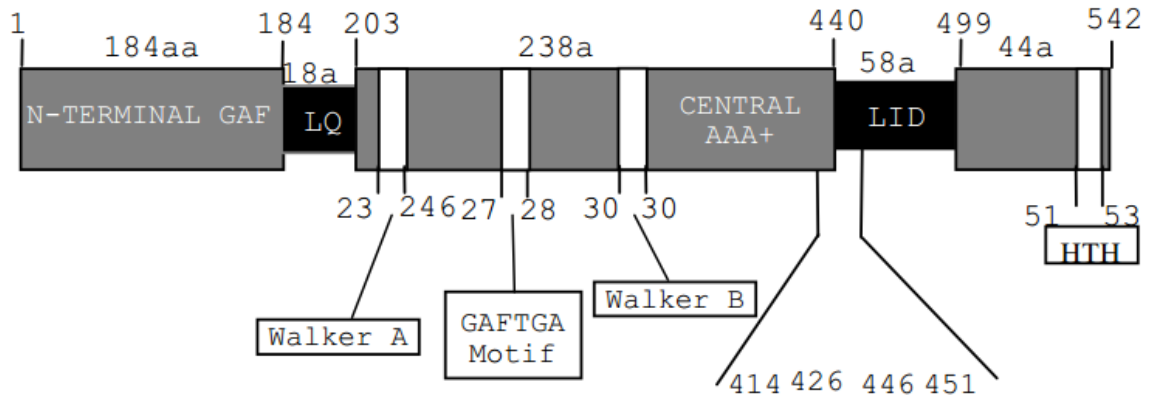 1 184 203 440 499 542
184aa 18a 238a 58a 44a
N-TERMINAL GAF
LQ
CENTRAL
AAA+
LID
23 246 27 28 30 30 51 53
HTH
Walker A
GAFTGA
Motif
Walker B
414 426 446 451